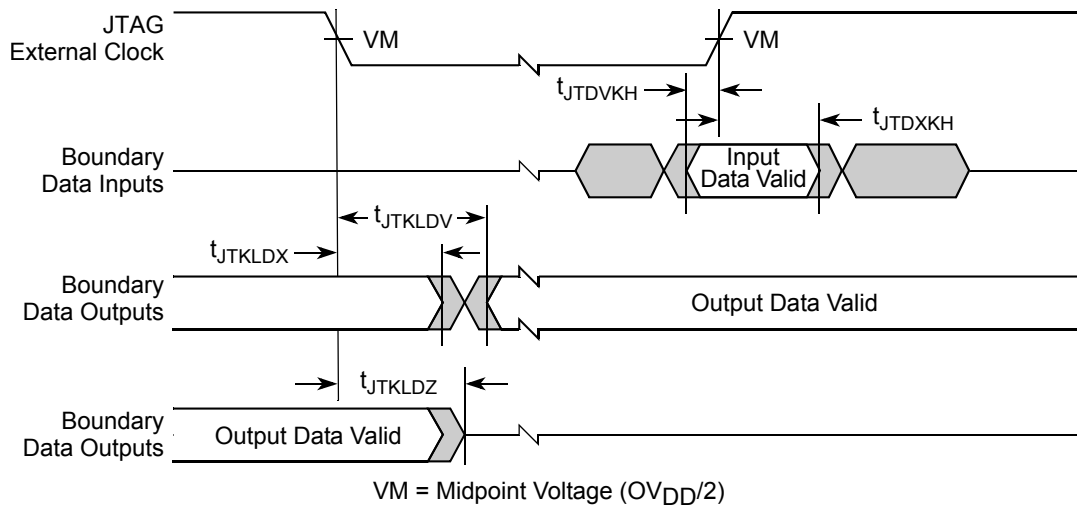 JTAG
External Clock
VM
VM
tJTDVKH
tJTDXKH
Boundary
Data Inputs
Input
Data Valid
tJTKLDV
tJTKLDX
Boundary
Data Outputs
Output Data Valid
tJTKLDZ
Boundary
Data Outputs
Output Data Valid
VM = Midpoint Voltage (OVDD/2)